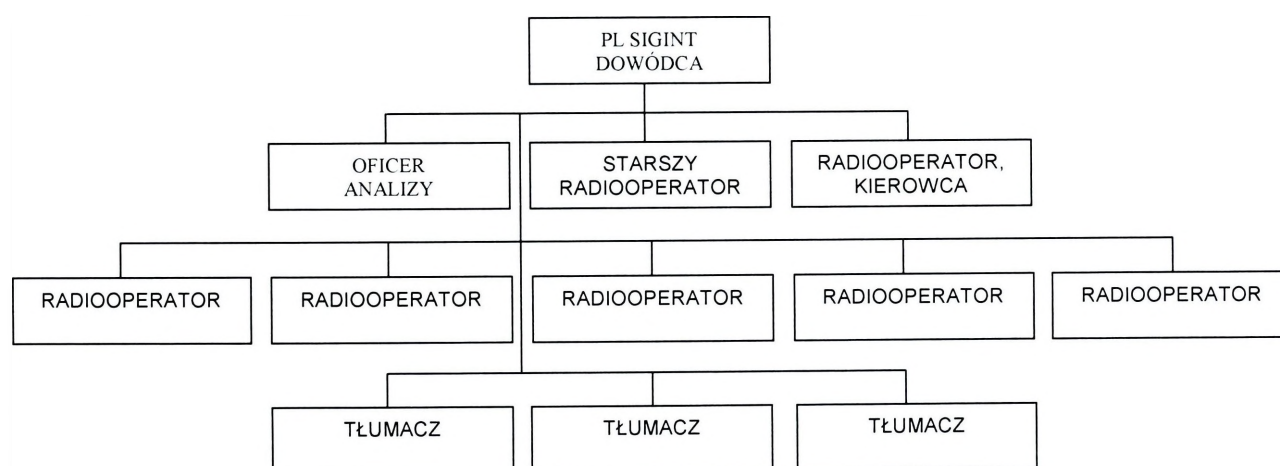 PL SIGINT
DOWÓDCA
OFICER
ANALIZY
STARSZY
RADIOOPERATOR
RADIOOPERATOR,
KIEROWCA
RADIOOPERATOR
RADIOOPERATOR
RADIOOPERATOR
RADIOOPERATOR
RADIOOPERATOR
TŁUMACZ
TŁUMACZ
TŁUMACZ